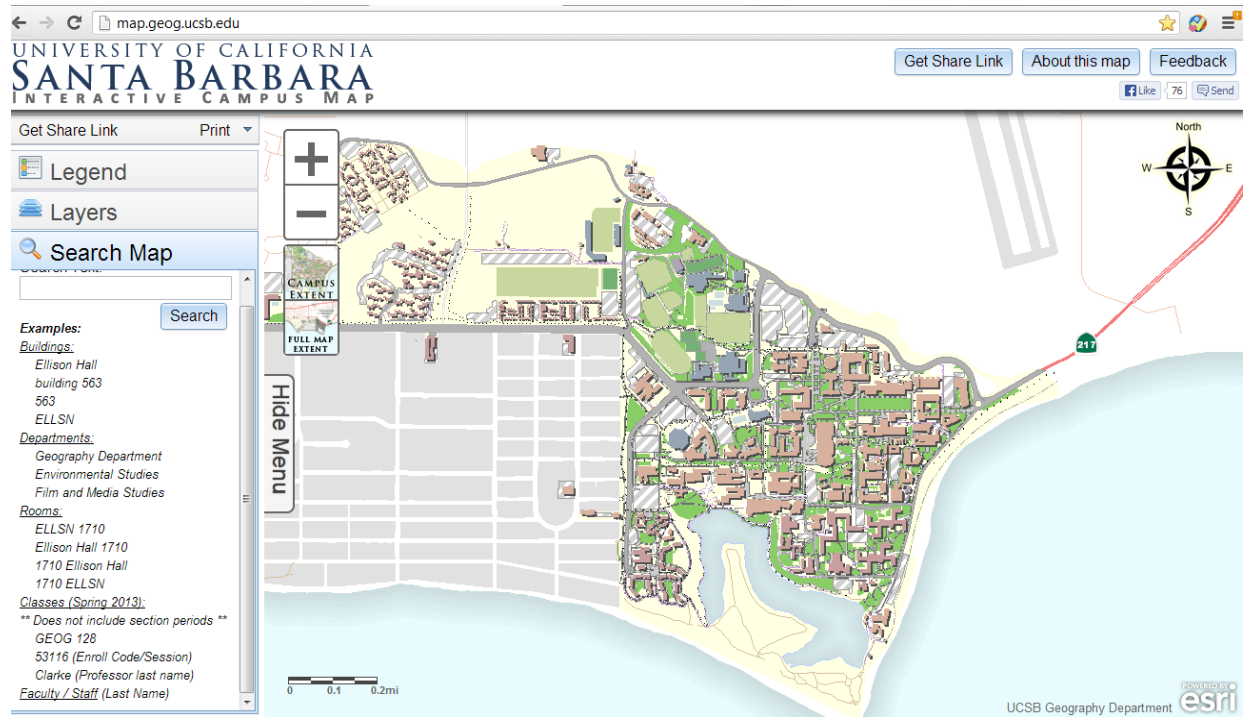 map.geog.ucsb.edu
UNIVERSITY OF CALIFORNIA
SANTA BARBARA
INTERACTIVE CAMPUS MAP
Get Share Link
About this map
Feedback
Like
76
Send
Get Share Link
Print
Legend
Layers
Search Map
Search Text:
Search
Examples:
Buildings:
Ellison Hall
building 563
563
ELLSN
Departments:
Geography Department
Environmental Studies
Film and Media Studies
Rooms:
ELLSN 1710
Ellison Hall 1710
1710 Ellison Hall
1710 ELLSN
Classes (Spring 2013):
** Does not include section periods **
GEOG 128
53116 (Enroll Code/Session)
Clarke (Professor last name)
Faculty / Staff (Last Name)
+
−
CAMPUS
EXTENT
FULL MAP
EXTENT
Hide Menu
North
W
E
S
217
0 0.1 0.2mi
UCSB Geography Department
POWERED BY
esri